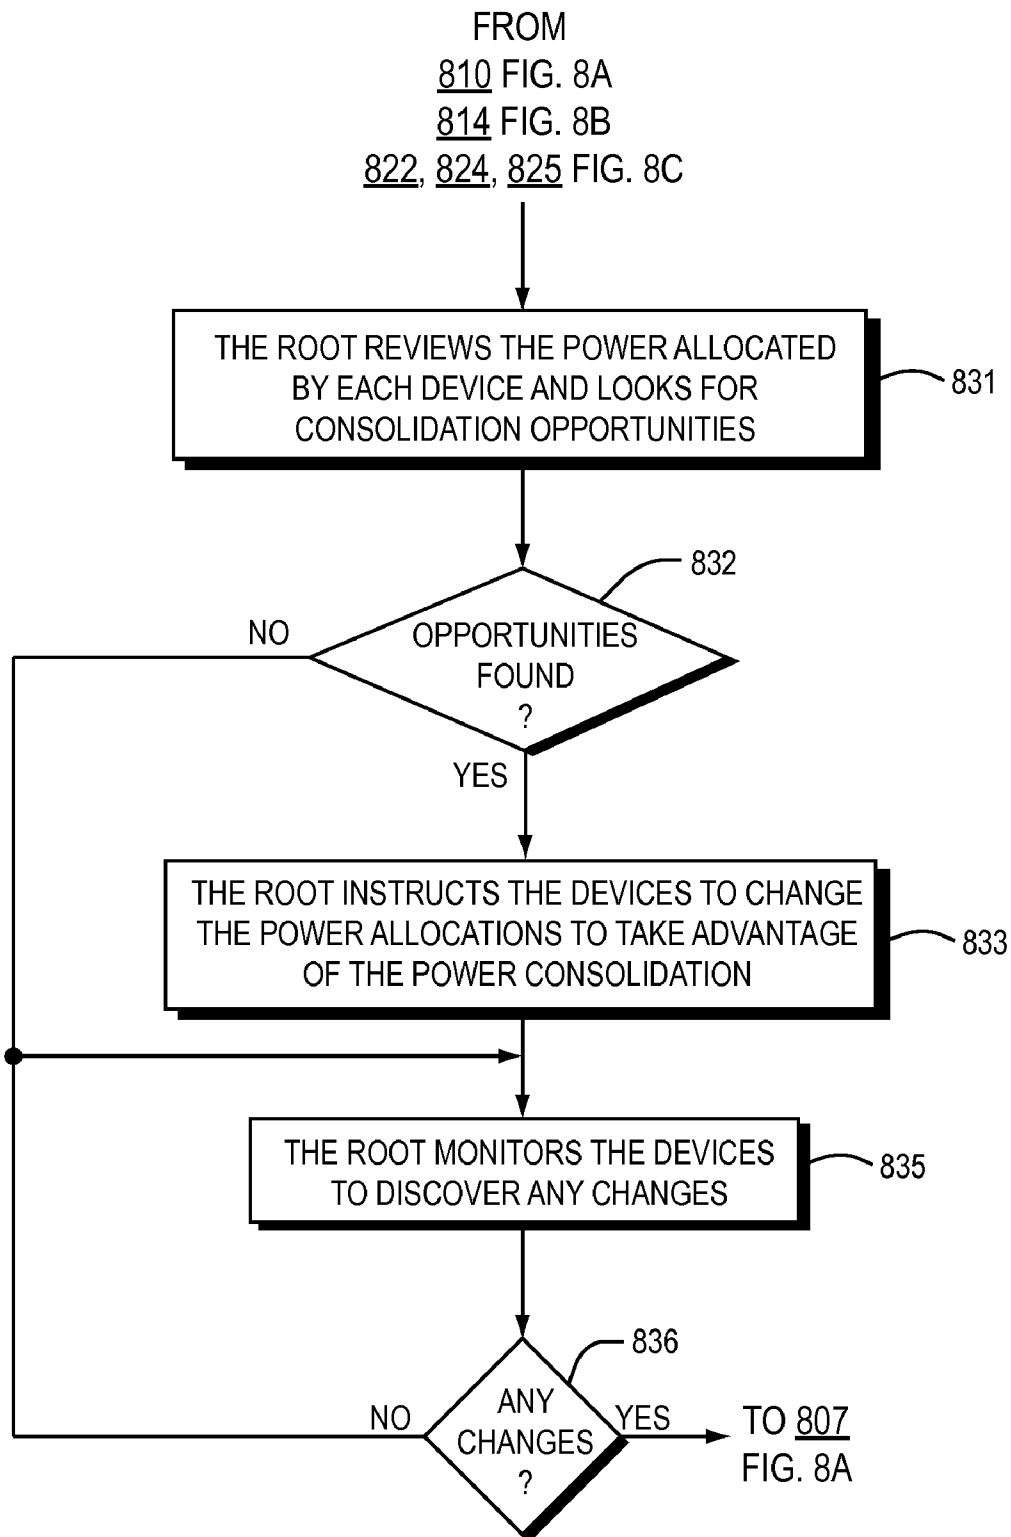 FROM
810 FIG. 8A
814 FIG. 8B
822, 824, 825 FIG. 8C
THE ROOT REVIEWS THE POWER ALLOCATED
BY EACH DEVICE AND LOOKS FOR
CONSOLIDATION OPPORTUNITIES
831
832
OPPORTUNITIES
FOUND
?
NO
YES
THE ROOT INSTRUCTS THE DEVICES TO CHANGE
THE POWER ALLOCATIONS TO TAKE ADVANTAGE
OF THE POWER CONSOLIDATION
833
THE ROOT MONITORS THE DEVICES
TO DISCOVER ANY CHANGES
835
836
ANY
CHANGES
?
NO
YES
TO 807
FIG. 8A